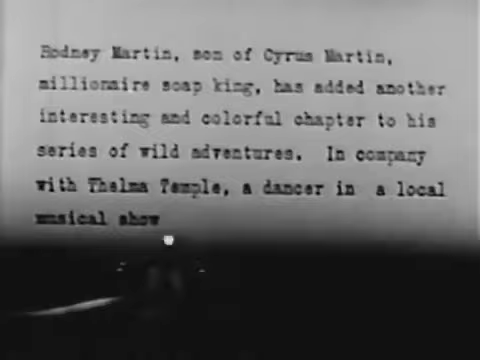 Rodney Martin, son of Cyrus Martin,
millionaire soap king, has added another
interesting and colorful chapter to his
series of wild adventures. In company
with Thelma Temple, a dancer in a local
musical show